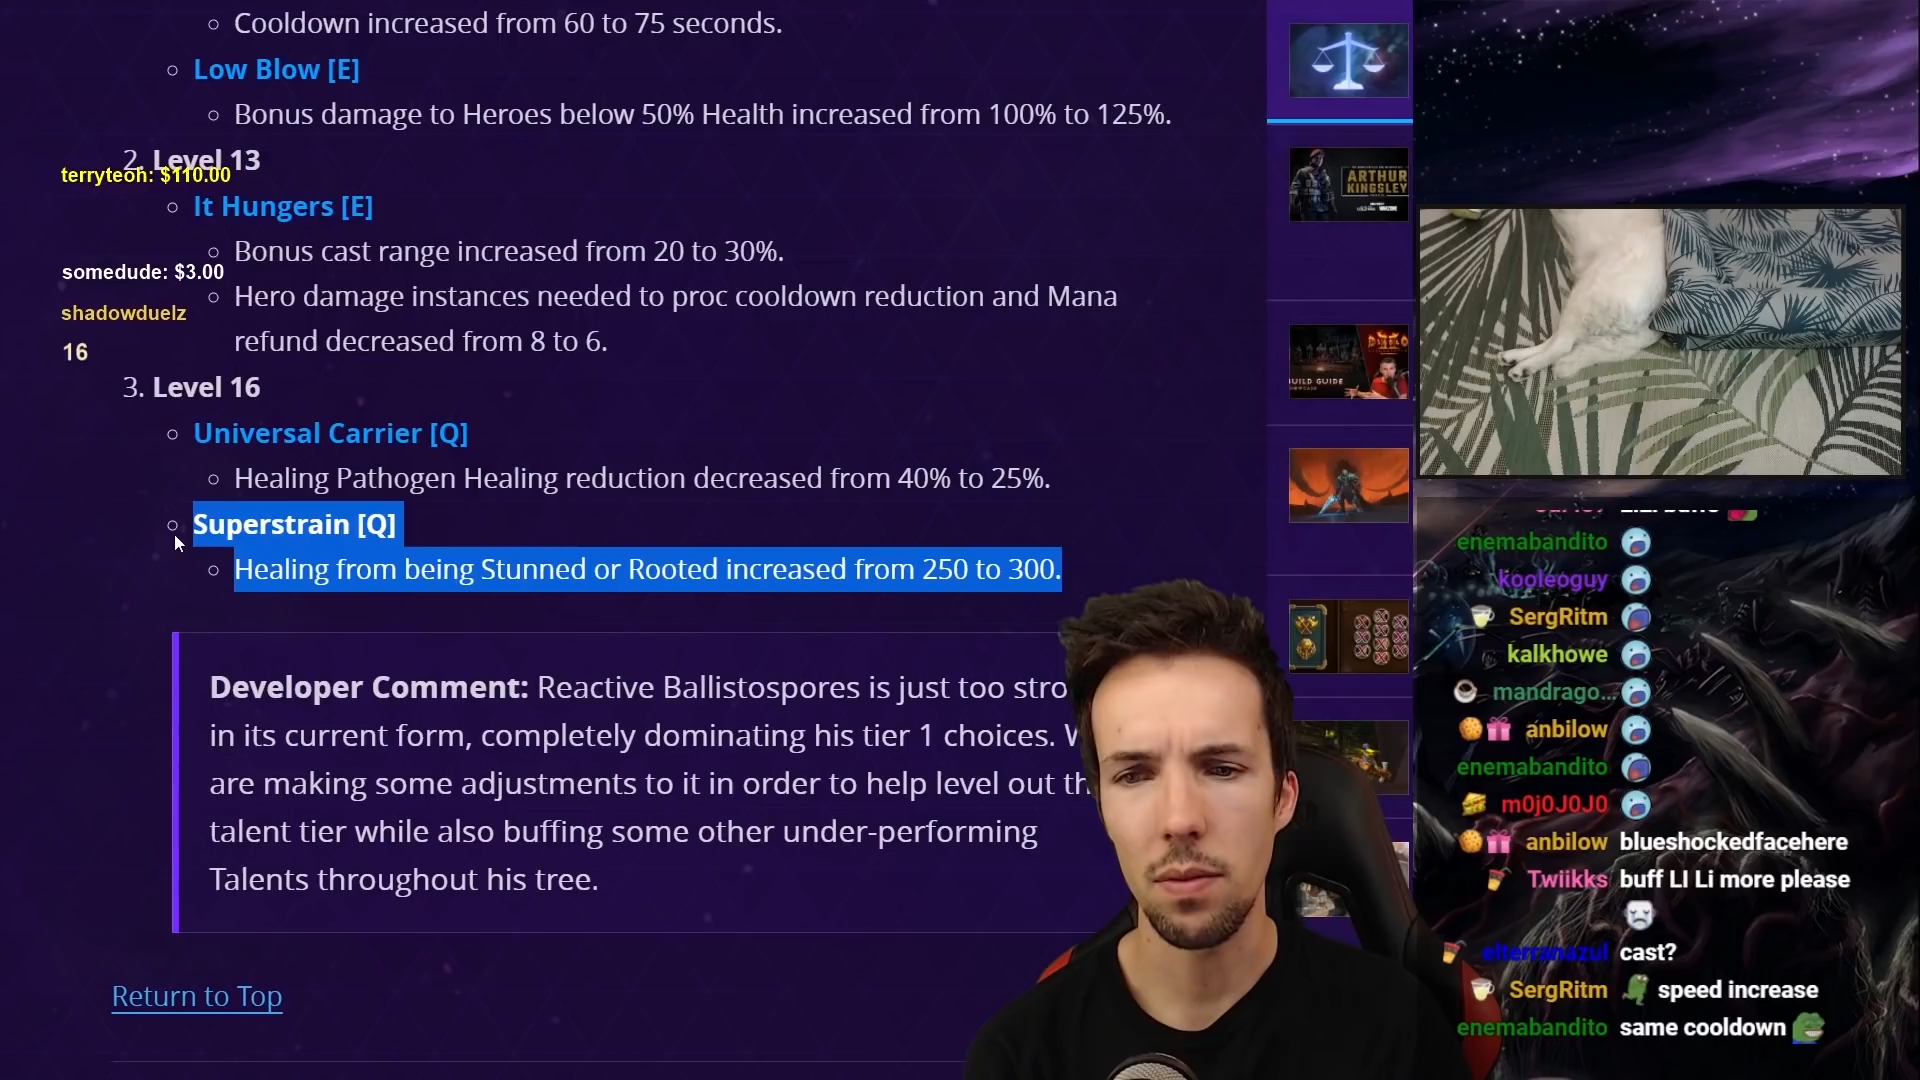 Cooldown increased from 60 to 75 seconds.
Low Blow [E]
Bonus damage to Heroes below 50% Health increased from 100% to 125%.
2. Level 13
terryteoh: $110.00
It Hungers [E]
Bonus cast range increased from 20 to 30%.
somedude: $3.00
Hero damage instances needed to proc cooldown reduction and Mana
shadowduelz
refund decreased from 8 to 6.
16
3. Level 16
Universal Carrier [Q]
Healing Pathogen Healing reduction decreased from 40% to 25%.
Superstrain [Q]
Healing from being Stunned or Rooted increased from 250 to 300.
Developer Comment: Reactive Ballistospores is just too stro
in its current form, completely dominating his tier 1 choices. W
are making some adjustments to it in order to help level out th
talent tier while also buffing some other under-performing
Talents throughout his tree.
Return to Top
ARTHUR
KINGSLEY
DIABLO
BUILD GUIDE
enemabandito
kooleoguy
SergRitm
kalkhowe
mandrago...
anbilow
enemabandito
m0j0J0J0
anbilow blueshockedfacehere
Twiikks buff LI Li more please
elterranazul cast?
SergRitm speed increase
enemabandito same cooldown